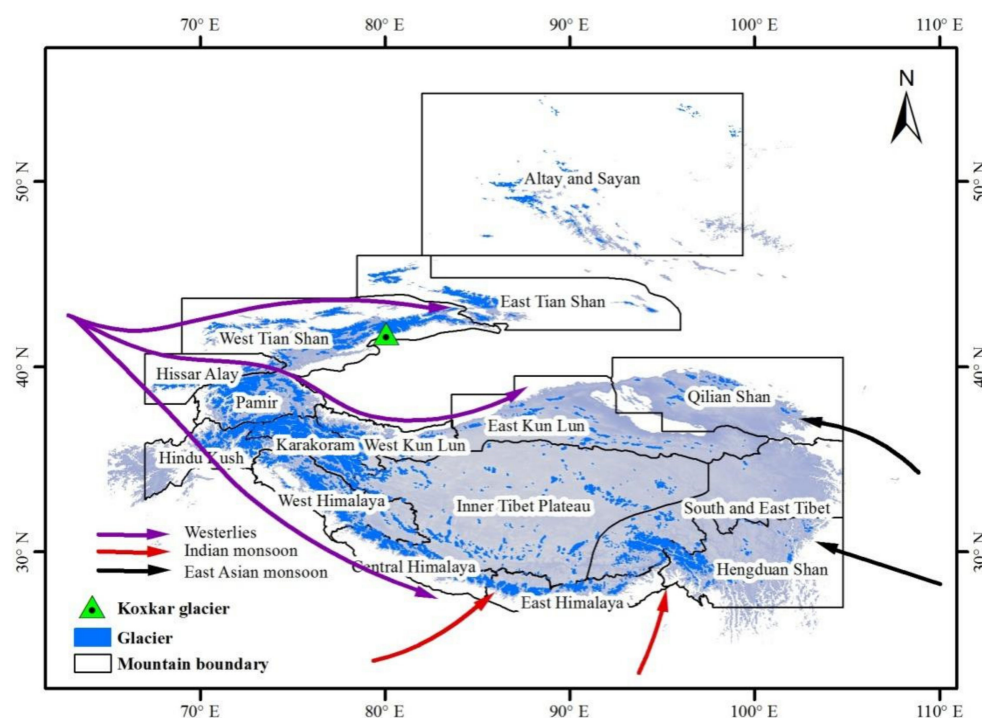 70° E 80° E 90° E 100° E 110° E
N
50° N 50° N
Altay and Sayan
East Tian Shan
West Tian Shan
40° N 40° N
Hissar Alay
Qilian Shan
Pamir
East Kun Lun
Karakoram West Kun Lun
Hindu Kush
West Himalaya
Inner Tibet Plateau
South and East Tibet
Westerlies
Indian monsoon
30° N 30° N
Central Himalaya
Hengduan Shan
East Asian monsoon
East Himalaya
Koxkar glacier
Glacier
Mountain boundary
70° E 80° E 90° E 100° E 110° E